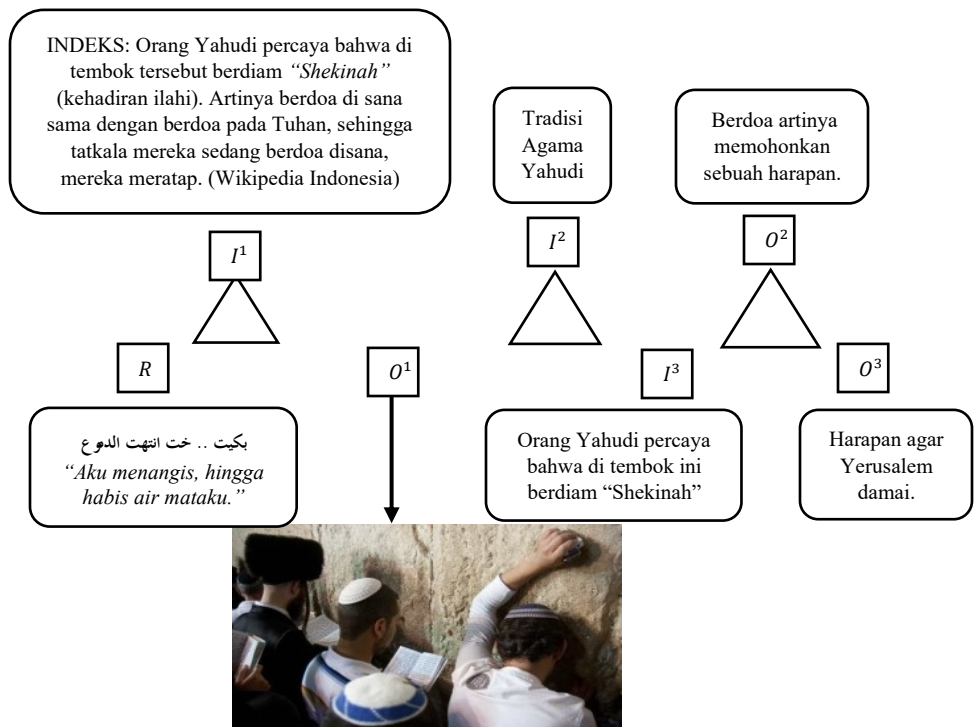 INDEKS: Orang Yahudi percaya bahwa di
tembok tersebut berdiam “Shekinah”
(kehadiran ilahi). Artinya berdoa di sana
sama dengan berdoa pada Tuhan, sehingga
tatkala mereka sedang berdoa disana,
mereka meratap. (Wikipedia Indonesia)
Tradisi
Agama
Yahudi
Berdoa artinya
memohonkan
sebuah harapan.
I¹
I²
O²
R
O¹
I³
O³
بكيت .. خت انتهت الدموع
“Aku menangis, hingga
habis air mataku.”
Orang Yahudi percaya
bahwa di tembok ini
berdiam “Shekinah”
Harapan agar
Yerusalem
damai.